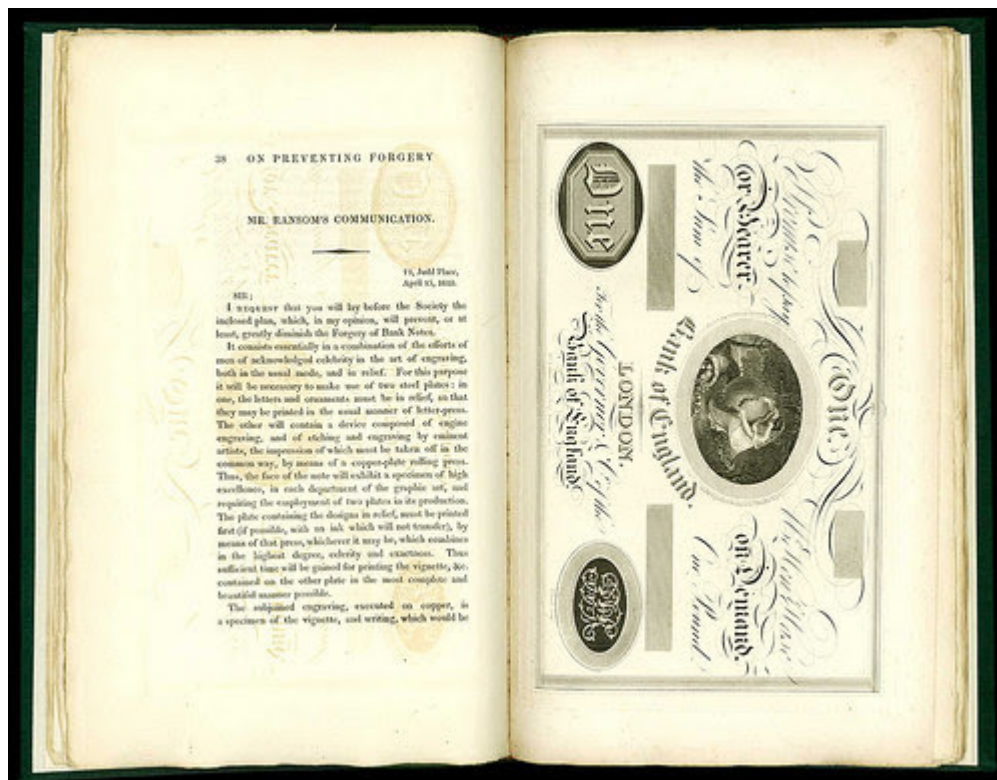 38 ON PREVENTING FORGERY
MR. RANSOM'S COMMUNICATION.
Judd Place,
April
SIR;
I REQUEST that you will lay before the Society the
inclosed plan, which, in my opinion, will prevent, or at
least, greatly diminish the Forgery of Bank Notes.
It consists essentially in a combination of the efforts of
men of acknowledged celebrity in the art of engraving,
both in the usual mode, and in relief. For this purpose
it will be necessary to make use of two steel plates: in
one, the letters and ornaments must be in relief, so that
they may be printed in the usual manner of letter-press.
The other will contain a device composed of engine
engraving, and of etching and engraving by eminent
artists, the impression of which must be taken off in the
common way, by means of a copper-plate rolling press.
Thus, the face of the note will exhibit a specimen of high
excellence, in each department of the graphic art, and
requiring the employment of two plates in its production.
The plate containing the designs in relief, must be printed
first (if possible, with an ink which will not transfer), by
means of that press, whichever it may be, which combines
in the highest degree, celerity and exactness. Thus
sufficient time will be gained for printing the vignette, &c.
contained on the other plate in the most complete and
beautiful manner possible.
The subjoined engraving, executed on copper, is
a specimen of the vignette, and writing, which would be
ONE
I Promise to pay
or Bearer. on Demand.
the Sum of One Pound
Bank of England.
LONDON.
For the Governor & Co. of the
Bank of England.
One